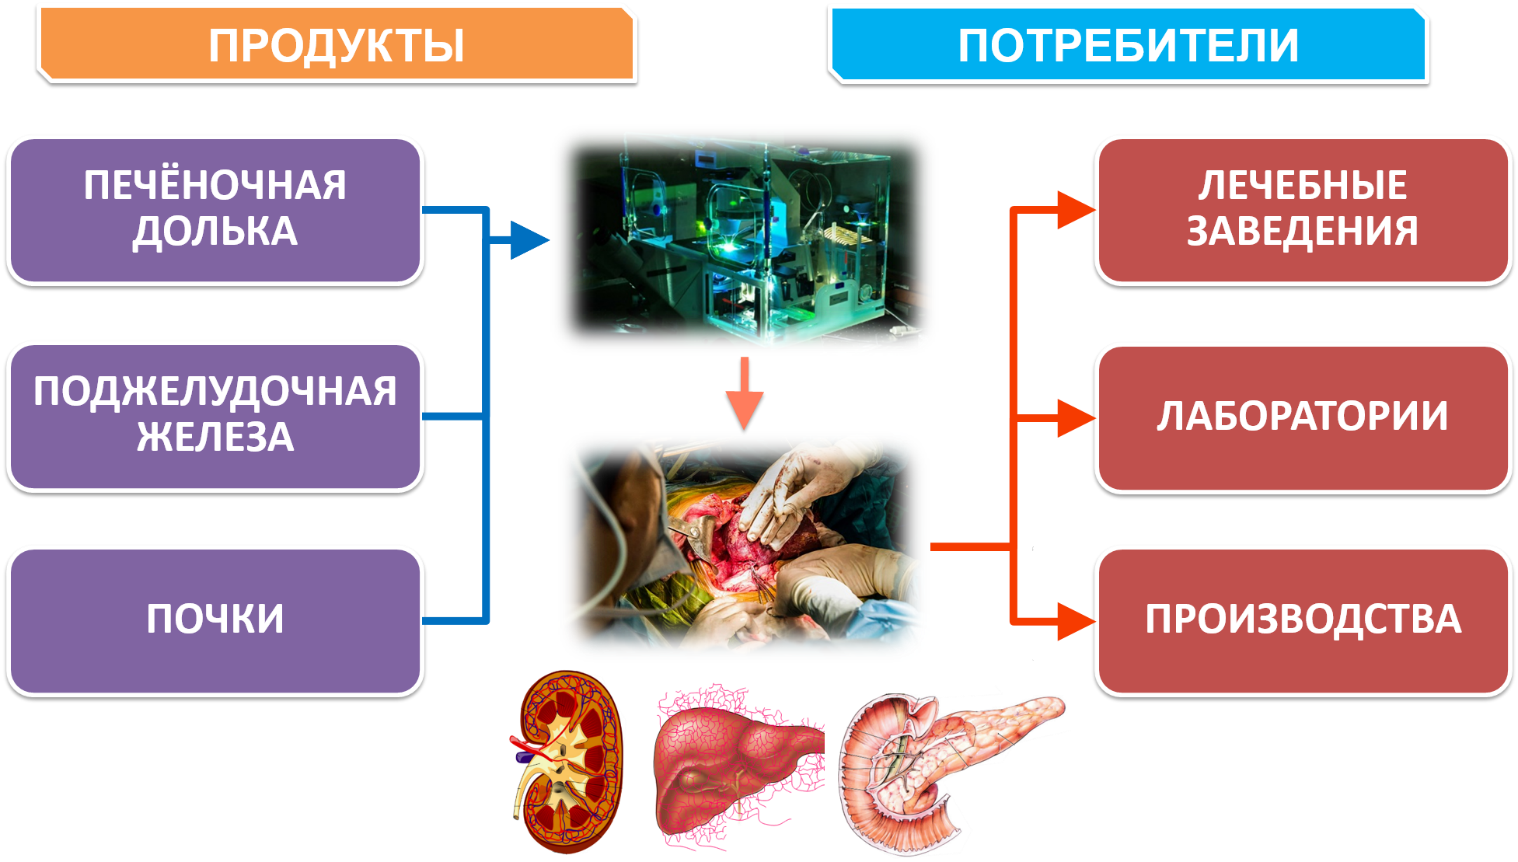 ПРОДУКТЫ
ПОТРЕБИТЕЛИ
ПЕЧЁНОЧНАЯ
ДОЛЬКА
ПОДЖЕЛУДОЧНАЯ
ЖЕЛЕЗА
ПОЧКИ
ЛЕЧЕБНЫЕ
ЗАВЕДЕНИЯ
ЛАБОРАТОРИИ
ПРОИЗВОДСТВА